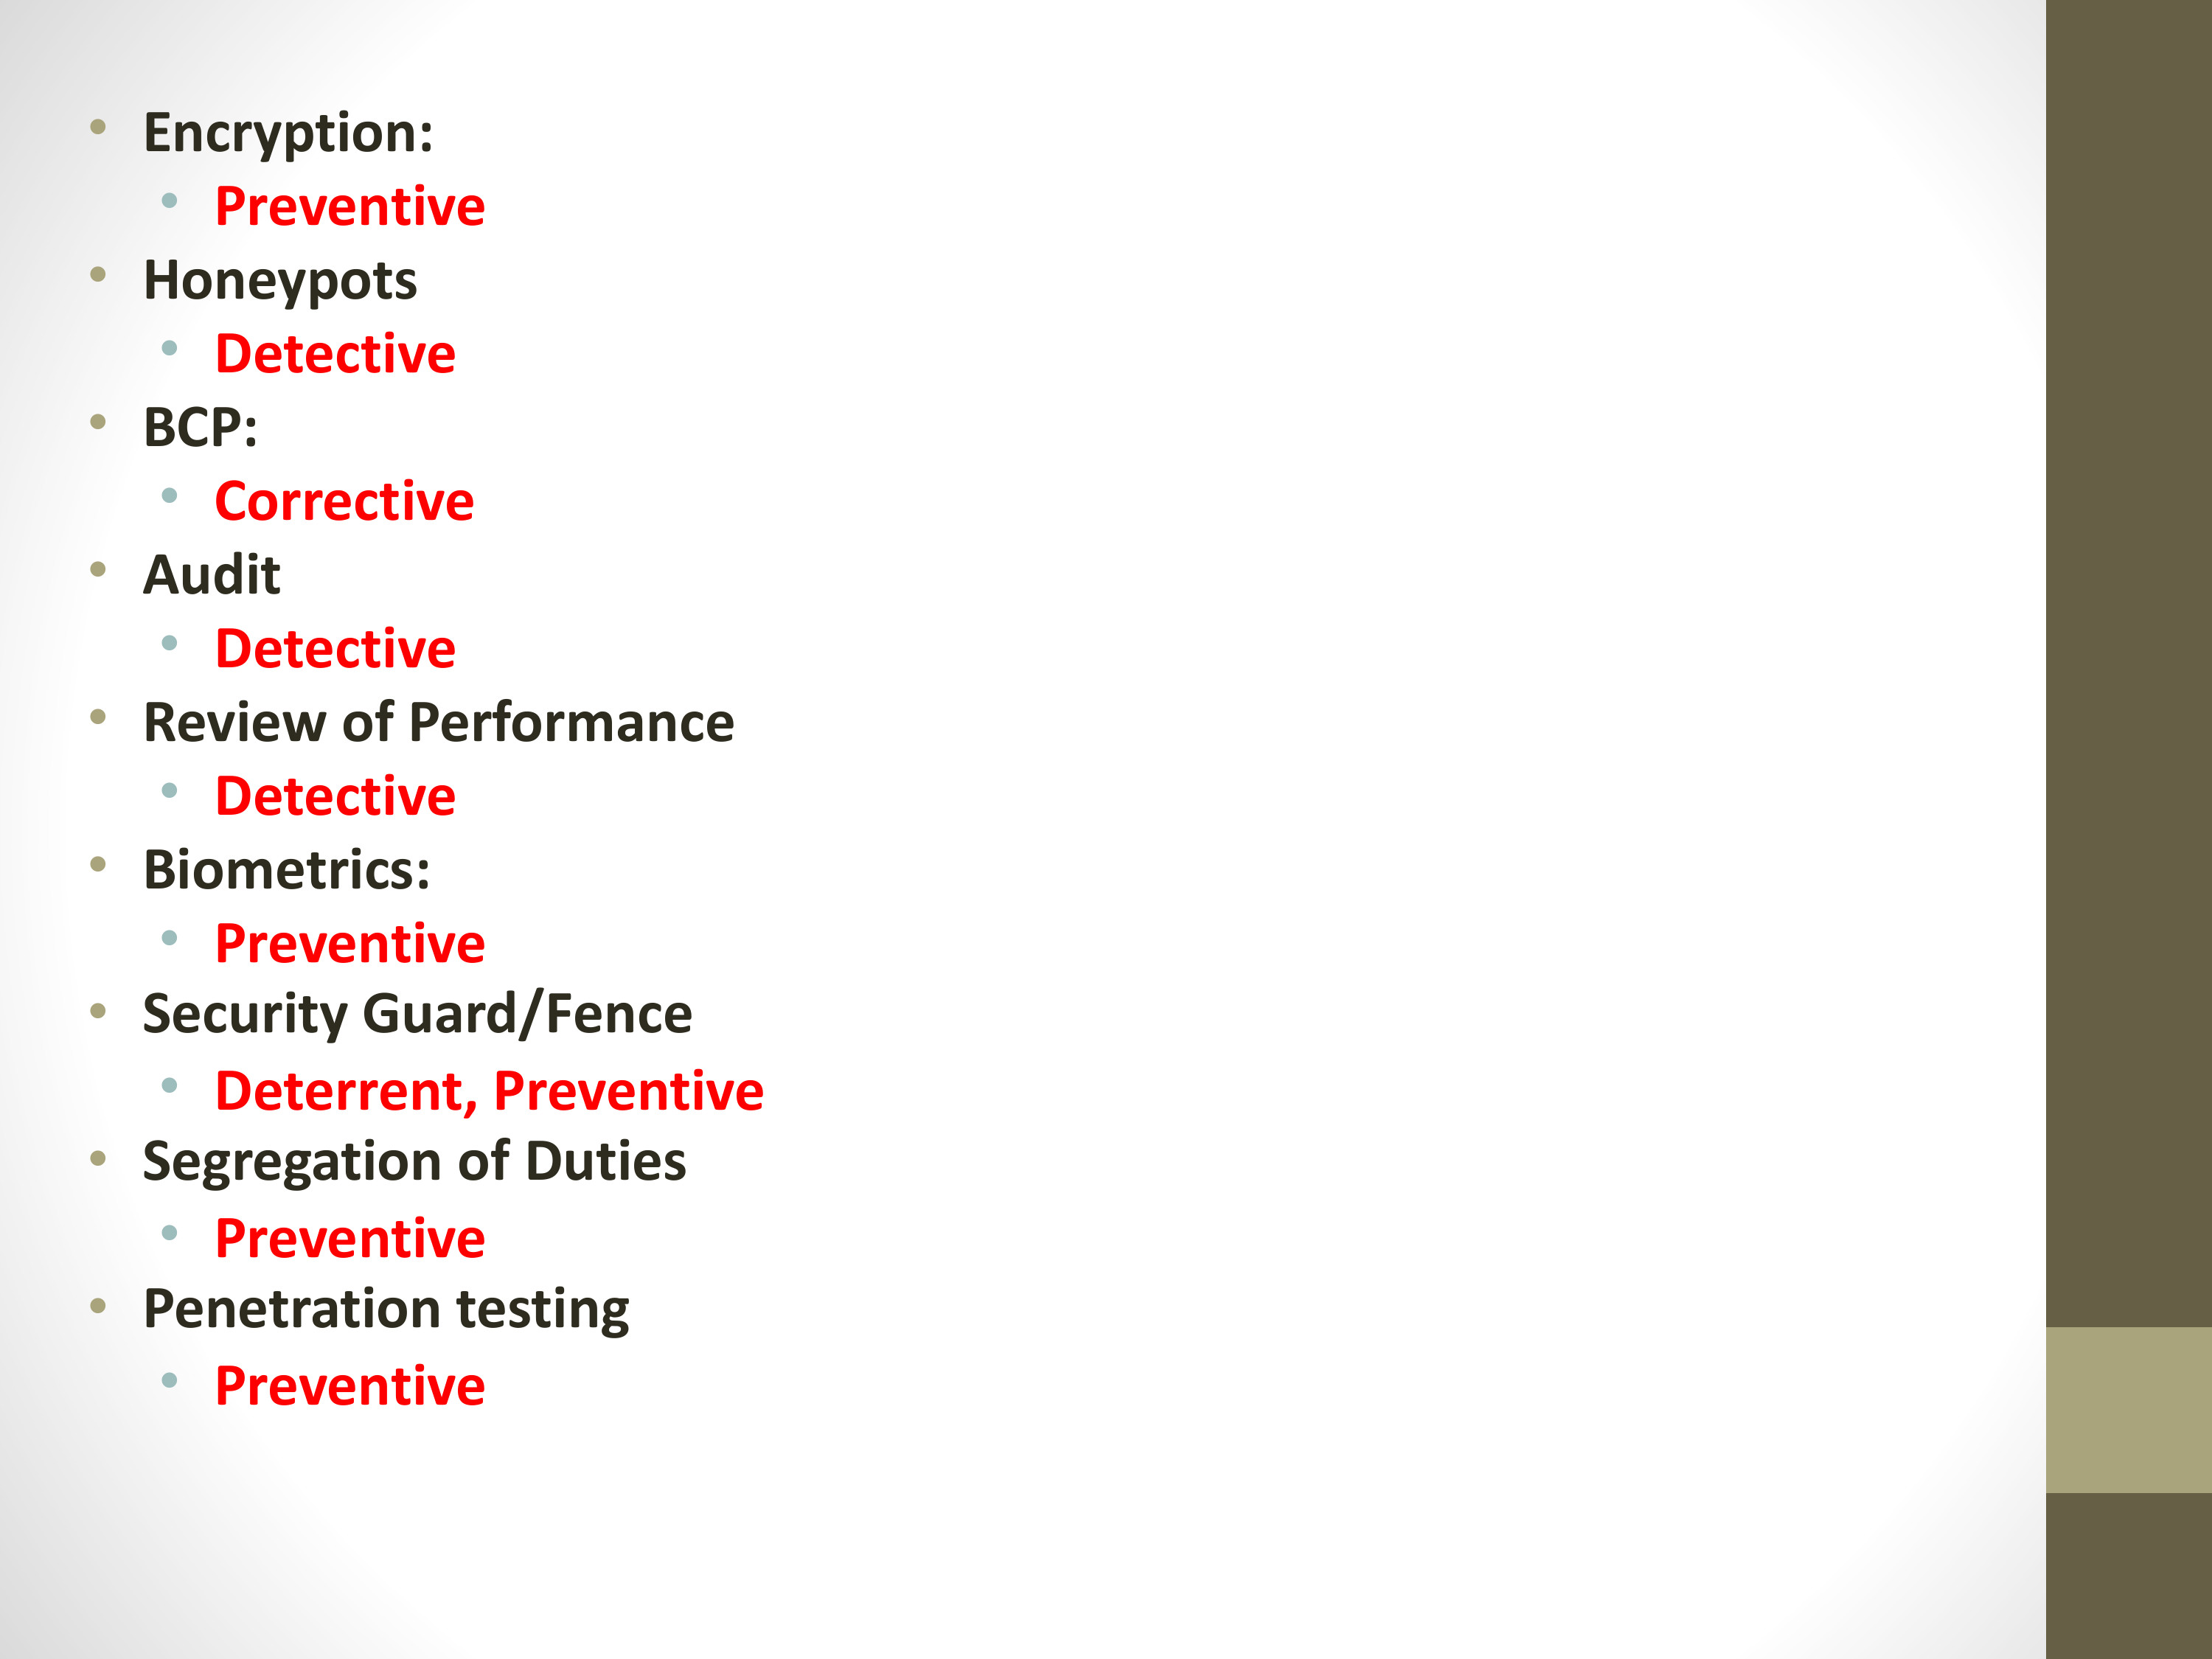 Encryption:
Preventive
Honeypots
Detective
BCP:
Corrective
Audit
Detective
Review of Performance
Detective
Biometrics:
Preventive
Security Guard/Fence
Deterrent, Preventive
Segregation of Duties
Preventive
Penetration testing
Preventive